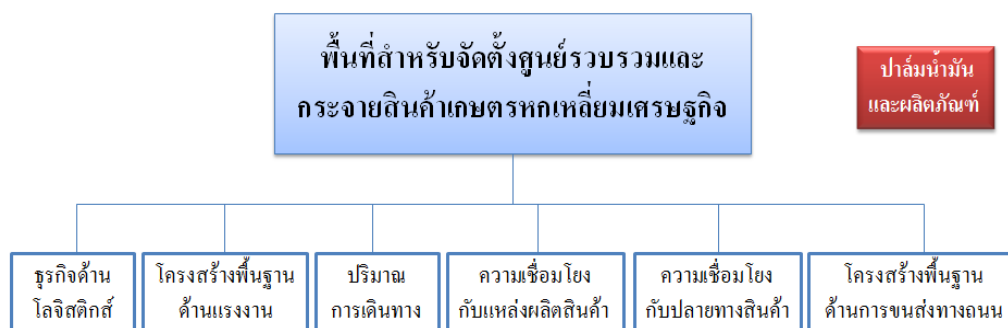 พื้นที่สำหรับจัดตั้งศูนย์รวบรวมและ
กระจายสินค้าเกษตรหกเหลี่ยมเศรษฐกิจ
ปาล์มน้ำมัน
และผลิตภัณฑ์
ธุรกิจด้าน
โลจิสติกส์
โครงสร้างพื้นฐาน
ด้านแรงงาน
ปริมาณ
การเดินทาง
ความเชื่อมโยง
กับแหล่งผลิตสินค้า
ความเชื่อมโยง
กับปลายทางสินค้า
โครงสร้างพื้นฐาน
ด้านการขนส่งทางถนน